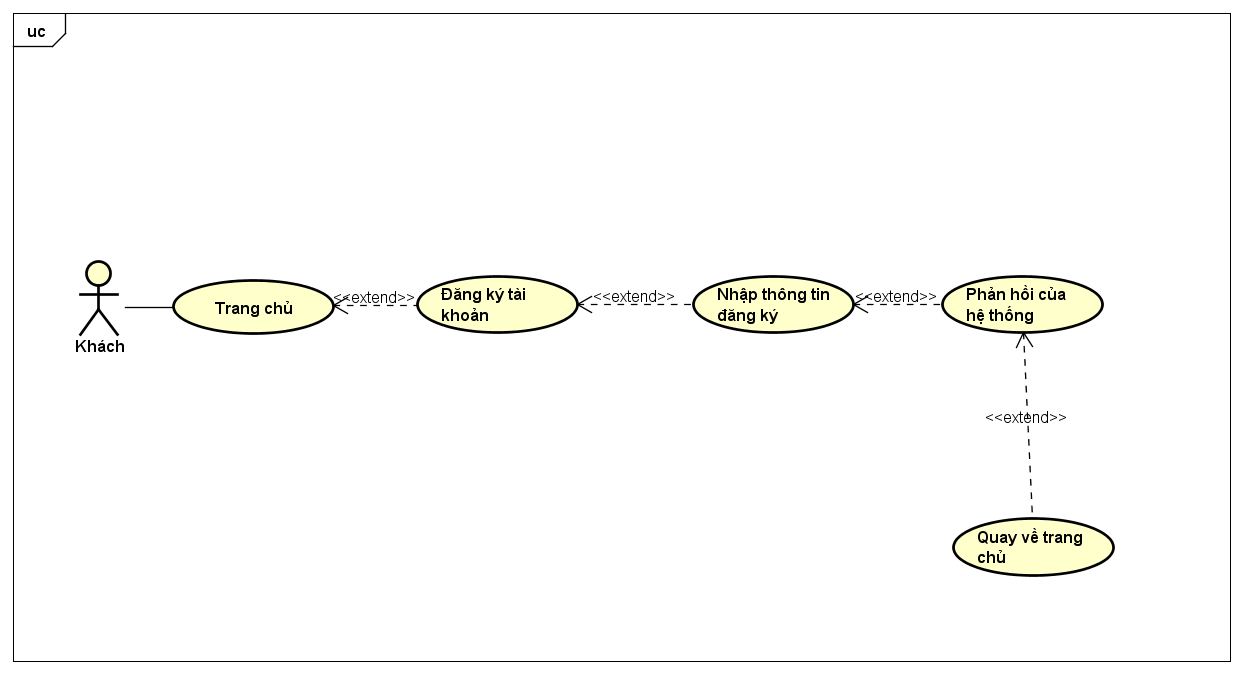 uc
Khách
Trang chủ
<<extend>>
Đăng ký tài
khoản
<<extend>>
Nhập thông tin
đăng ký
<<extend>>
Phản hồi của
hệ thống
<<extend>>
Quay về trang
chủ